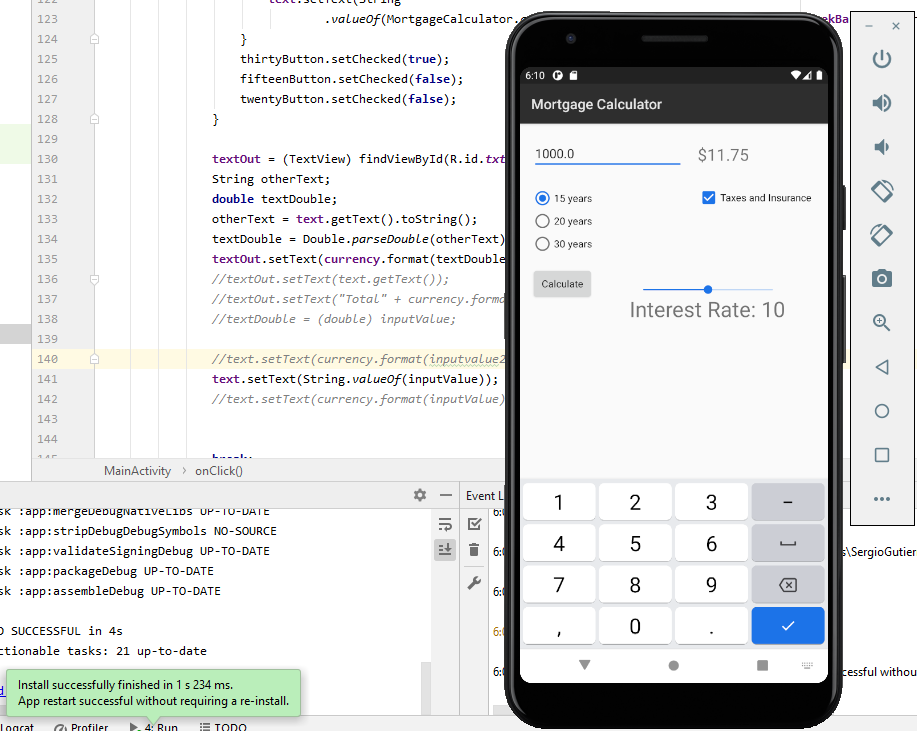 122
text.setText(String
123
.valueOf(MortgageCalculator.
124
}
125
thirtyButton.setChecked(true);
126
fifteenButton.setChecked(false);
127
twentyButton.setChecked(false);
128
}
129
130
textOut = (TextView) findViewById(R.id.txt
131
String otherText;
132
double textDouble;
133
otherText = text.getText().toString();
134
textDouble = Double.parseDouble(otherText)
135
textOut.setText(currency.format(textDouble
136
//textOut.setText(text.getText());
137
//textOut.setText("Total" + currency.forma
138
//textDouble = (double) inputValue;
139
140
//text.setText(currency.format(inputvalue2
141
text.setText(String.valueOf(inputValue));
142
//text.setText(currency.format(inputValue)
143
144
MainActivity > onClick()
Event L
sk :app:mergeDebugNativeLibs UP-TO-DATE
sk :app:stripDebugDebugSymbols NO-SOURCE
sk :app:validateSigningDebug UP-TO-DATE
sk :app:packageDebug UP-TO-DATE
sk :app:assembleDebug UP-TO-DATE
D SUCCESSFUL in 4s
ctionable tasks: 21 up-to-date
Install successfully finished in 1 s 234 ms.
App restart successful without requiring a re-install.
Logcat
Profiler
4: Run
TODO
6:10
Mortgage Calculator
1000.0
$11.75
15 years
Taxes and Insurance
20 years
30 years
Calculate
Interest Rate: 10
1 2 3 –
4 5 6
7 8 9
, 0 .
ekBa
s\SergioGutier
ccessful without